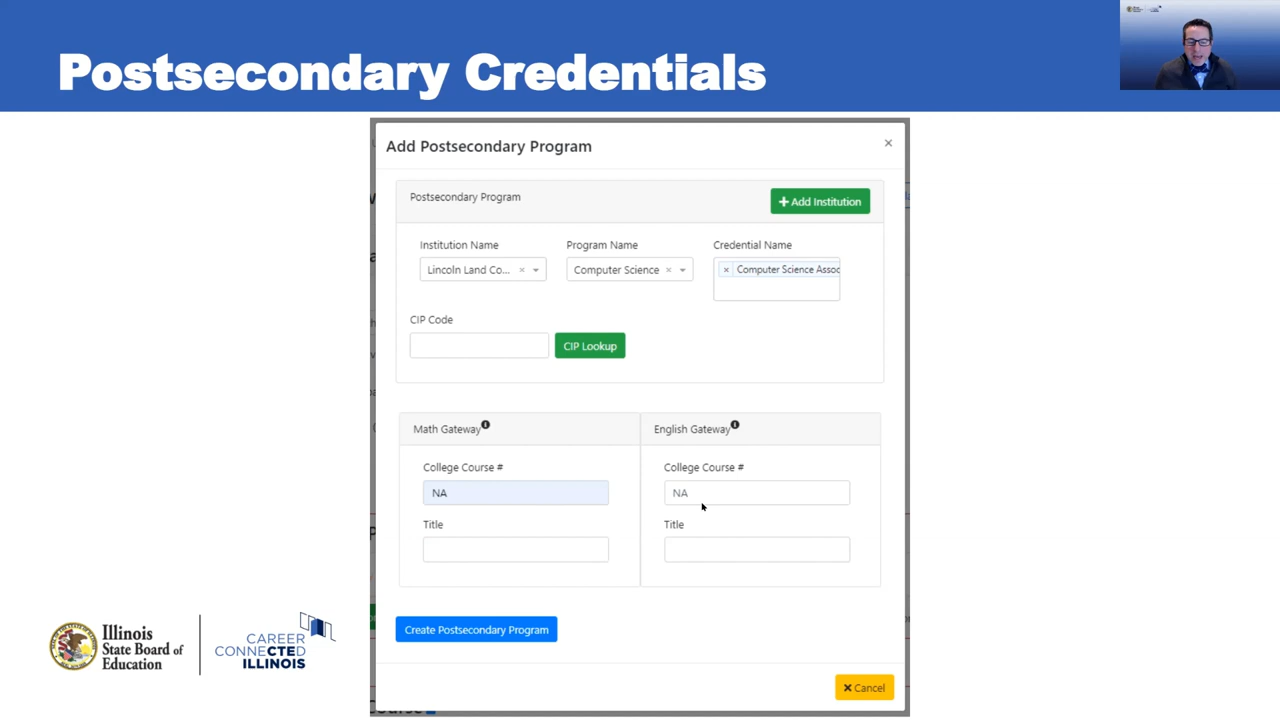 Postsecondary Credentials
Add Postsecondary Program
×
Postsecondary Program
+ Add Institution
Institution Name
Program Name
Credential Name
Lincoln Land Co... ×
Computer Science ×
× Computer Science Assoc
CIP Code
CIP Lookup
Math Gateway
English Gateway
College Course #
College Course #
NA
NA
Title
Title
Create Postsecondary Program
× Cancel
Illinois
State Board of
Education
CAREER
CONNECTED
ILLINOIS